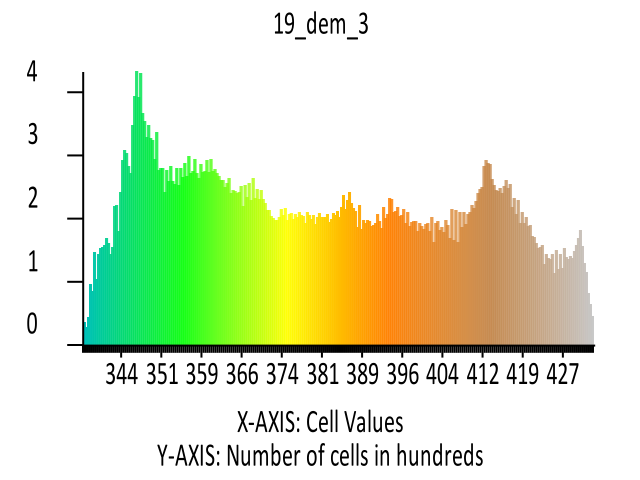 19_dem_3
4
3
2
1
0
344 351 359 366 374 381 389 396 404 412 419 427
X-AXIS: Cell Values
Y-AXIS: Number of cells in hundreds